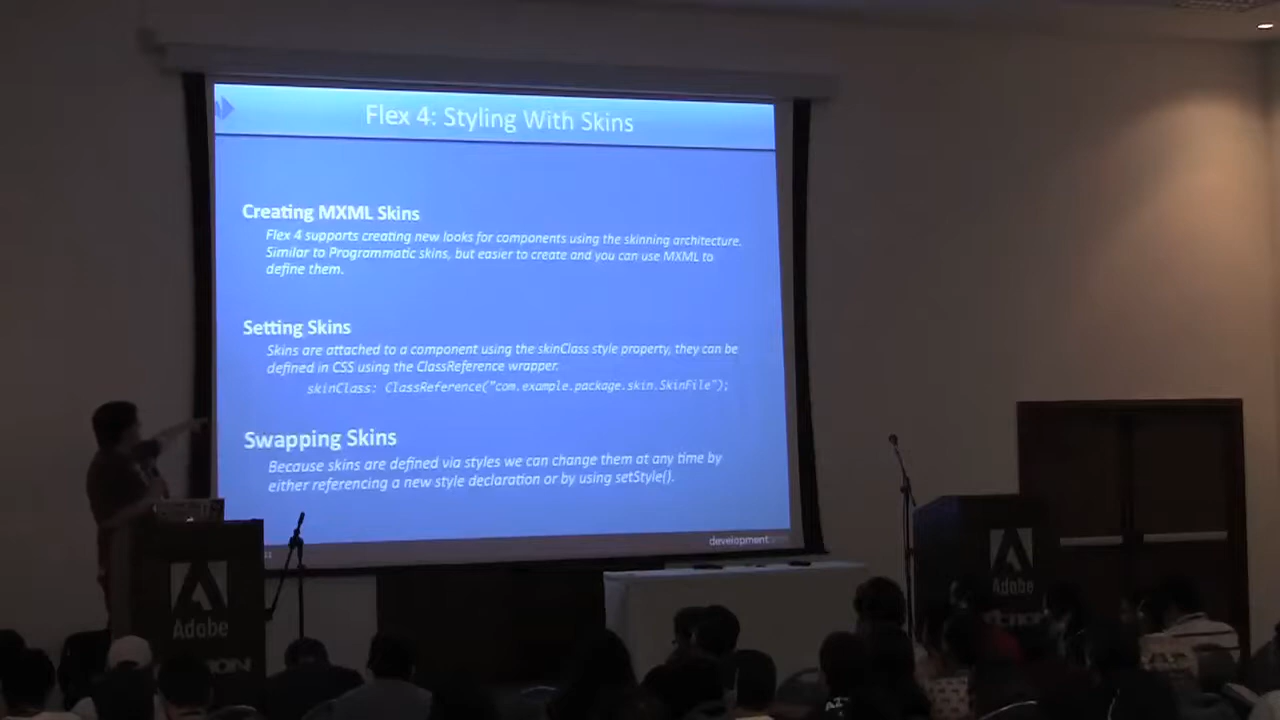 Flex 4: Styling With Skins
Creating MXML Skins
Flex 4 supports creating new looks for components using the skinning architecture.
Similar to Programmatic skins, but easier to create and you can use MXML to
define them.
Setting Skins
Skins are attached to a component using the skinClass style property, they can be
defined in CSS using the ClassReference wrapper.
skinClass: ClassReference("com.example.package.skin.SkinFile");
Swapping Skins
Because skins are defined via styles we can change them at any time by
either referencing a new style declaration or by using setStyle().
development
Adobe
Adobe